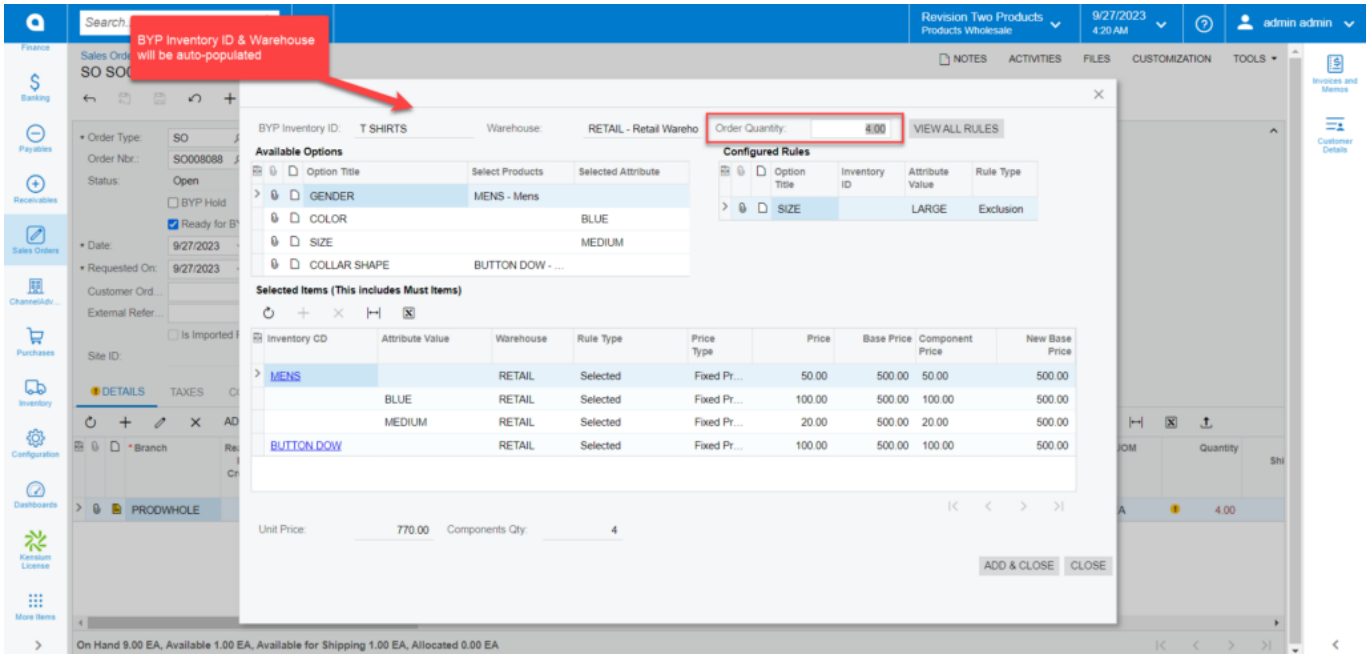 Search...
BYP Inventory ID & Warehouse
will be auto-populated
Revision Two Products
Products Wholesale
9/27/2023
4:20 AM
admin admin
Finance
Banking
Payables
Receivables
Sales Orders
ChannelAdv...
Purchases
Inventory
Configuration
Dashboards
Kensium
License
More Items
Sales Orde
SO SO0
NOTES ACTIVITIES FILES CUSTOMIZATION TOOLS
Invoices and
Memos
Customer
Details
Order Type: SO
Order Nbr.: SO008088
Status: Open
BYP Hold
Ready for BY
Date: 9/27/2023
Requested On: 9/27/2023
Customer Ord...
External Refer...
Is Imported F
Site ID:
DETAILS TAXES CO
AD
Branch
Rea
Cr
PRODWHOLE
BYP Inventory ID: T SHIRTS Warehouse: RETAIL - Retail Wareho Order Quantity: 4.00 VIEW ALL RULES
Available Options
Option Title Select Products Selected Attribute
GENDER MENS - Mens
COLOR BLUE
SIZE MEDIUM
COLLAR SHAPE BUTTON DOW - ...
Configured Rules
Option Title Inventory ID Attribute Value Rule Type
SIZE LARGE Exclusion
Selected Items (This includes Must Items)
Inventory CD Attribute Value Warehouse Rule Type Price Type Price Base Price Component Price New Base Price
MENS RETAIL Selected Fixed Pr... 50.00 500.00 50.00 500.00
BLUE RETAIL Selected Fixed Pr... 100.00 500.00 100.00 500.00
MEDIUM RETAIL Selected Fixed Pr... 20.00 500.00 20.00 500.00
BUTTON DOW RETAIL Selected Fixed Pr... 100.00 500.00 100.00 500.00
Unit Price: 770.00 Components Qty: 4
ADD & CLOSE CLOSE
UOM Quantity
Shi
A 4.00
On Hand 9.00 EA, Available 1.00 EA, Available for Shipping 1.00 EA, Allocated 0.00 EA